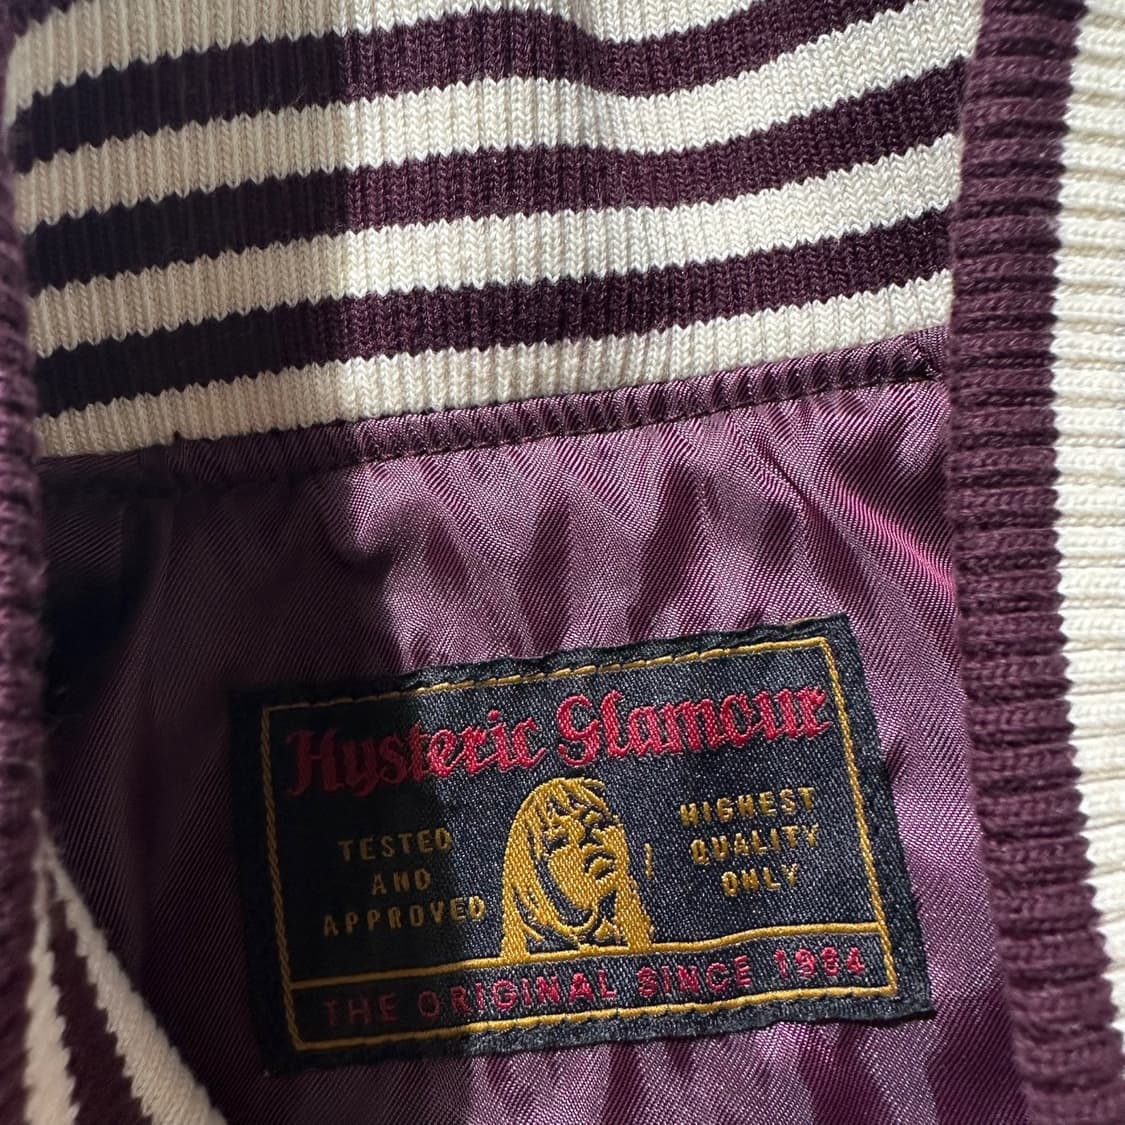 Hysteric Glamour
TESTED
AND
APPROVED
HIGHEST
QUALITY
ONLY
THE ORIGINAL SINCE 1984